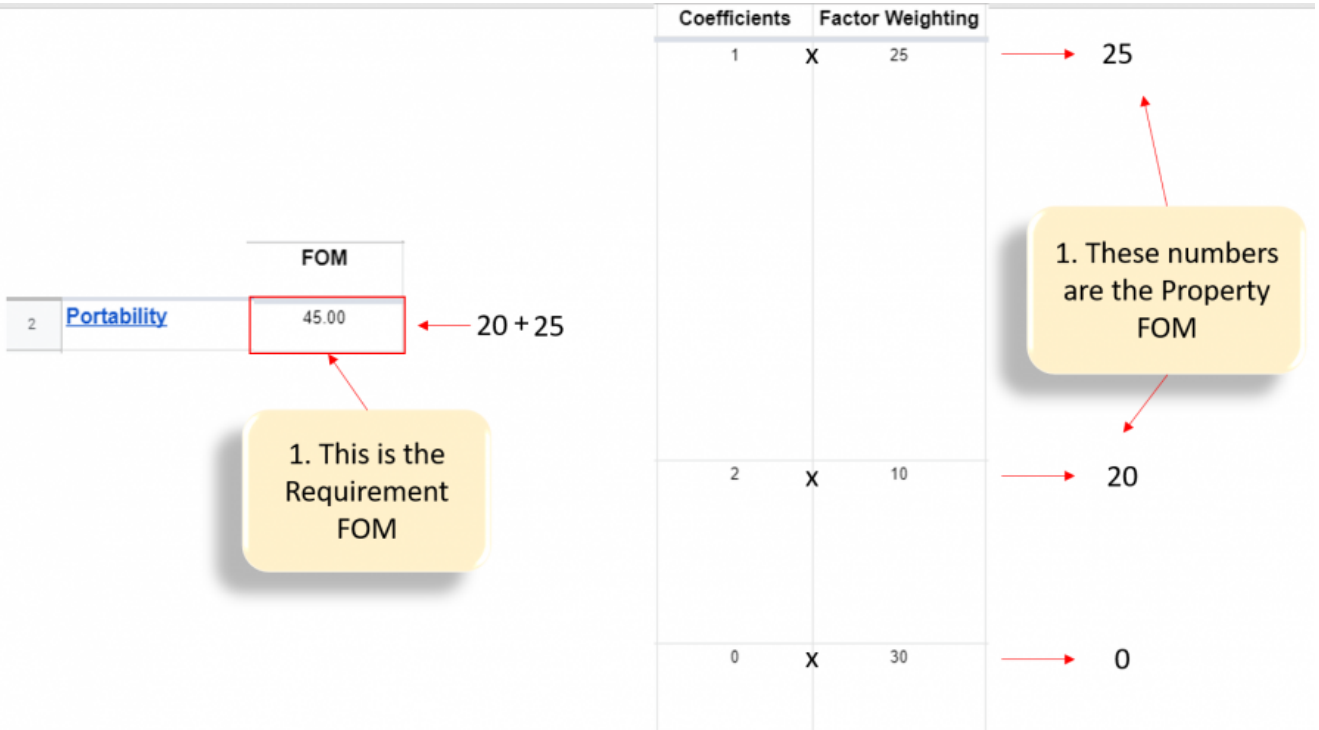 Coefficients Factor Weighting
1 X 25 25
1. These numbers
are the Property
FOM
FOM
2 Portability 45.00 20 + 25
1. This is the
Requirement
FOM
2 X 10 20
0 X 30 0